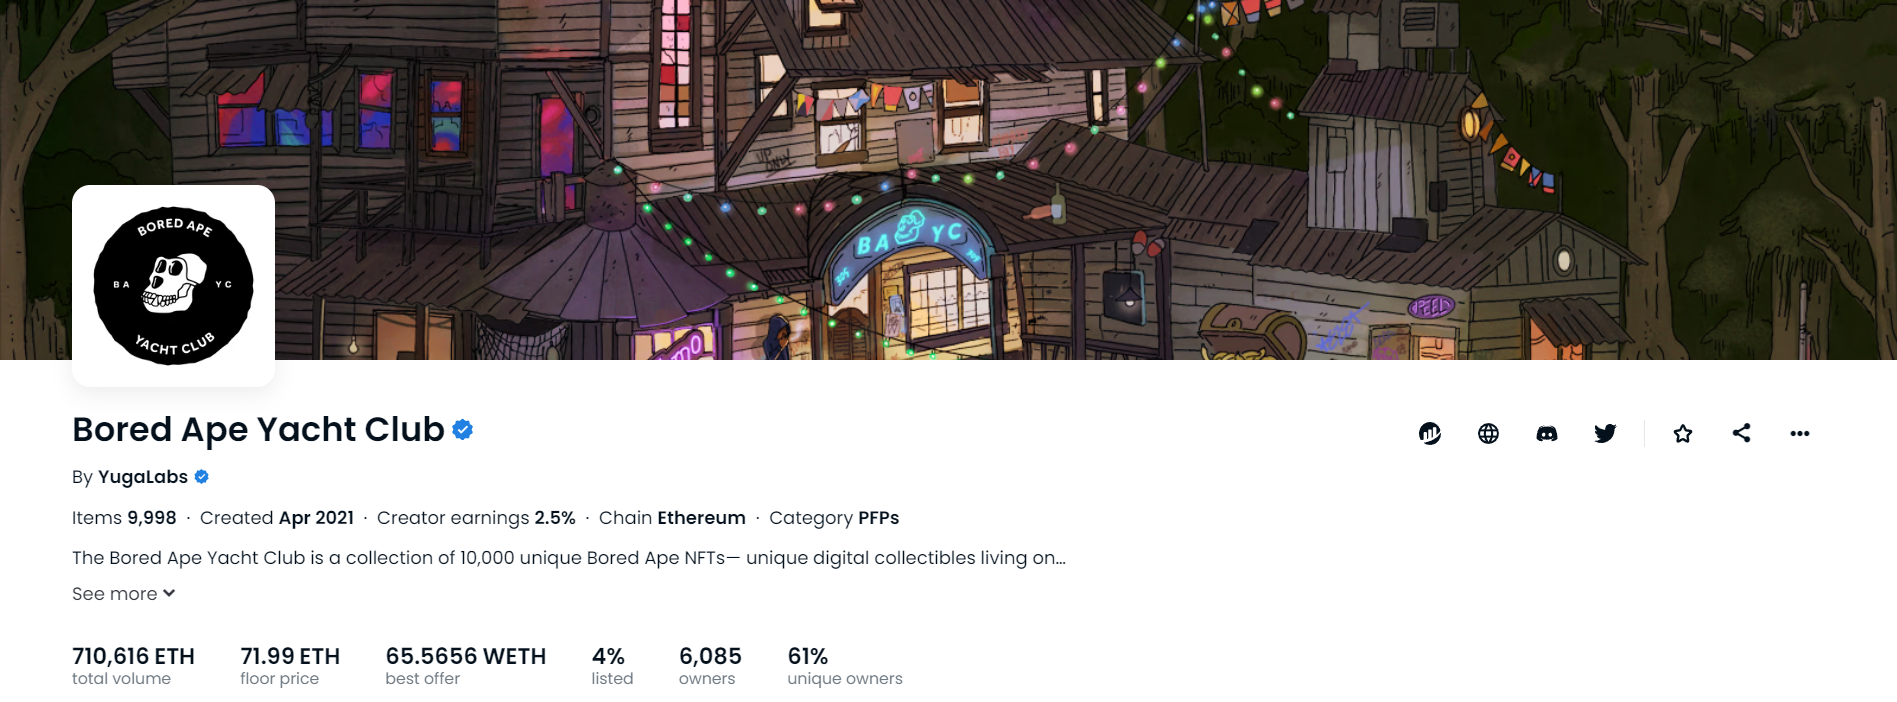 BA YC
BORED APE
BA YC
YACHT CLUB
Bored Ape Yacht Club
By YugaLabs
Items 9,998 · Created Apr 2021 · Creator earnings 2.5% · Chain Ethereum · Category PFPs
The Bored Ape Yacht Club is a collection of 10,000 unique Bored Ape NFTs— unique digital collectibles living on...
See more
710,616 ETH 71.99 ETH 65.5656 WETH 4% 6,085 61%
total volume floor price best offer listed owners unique owners